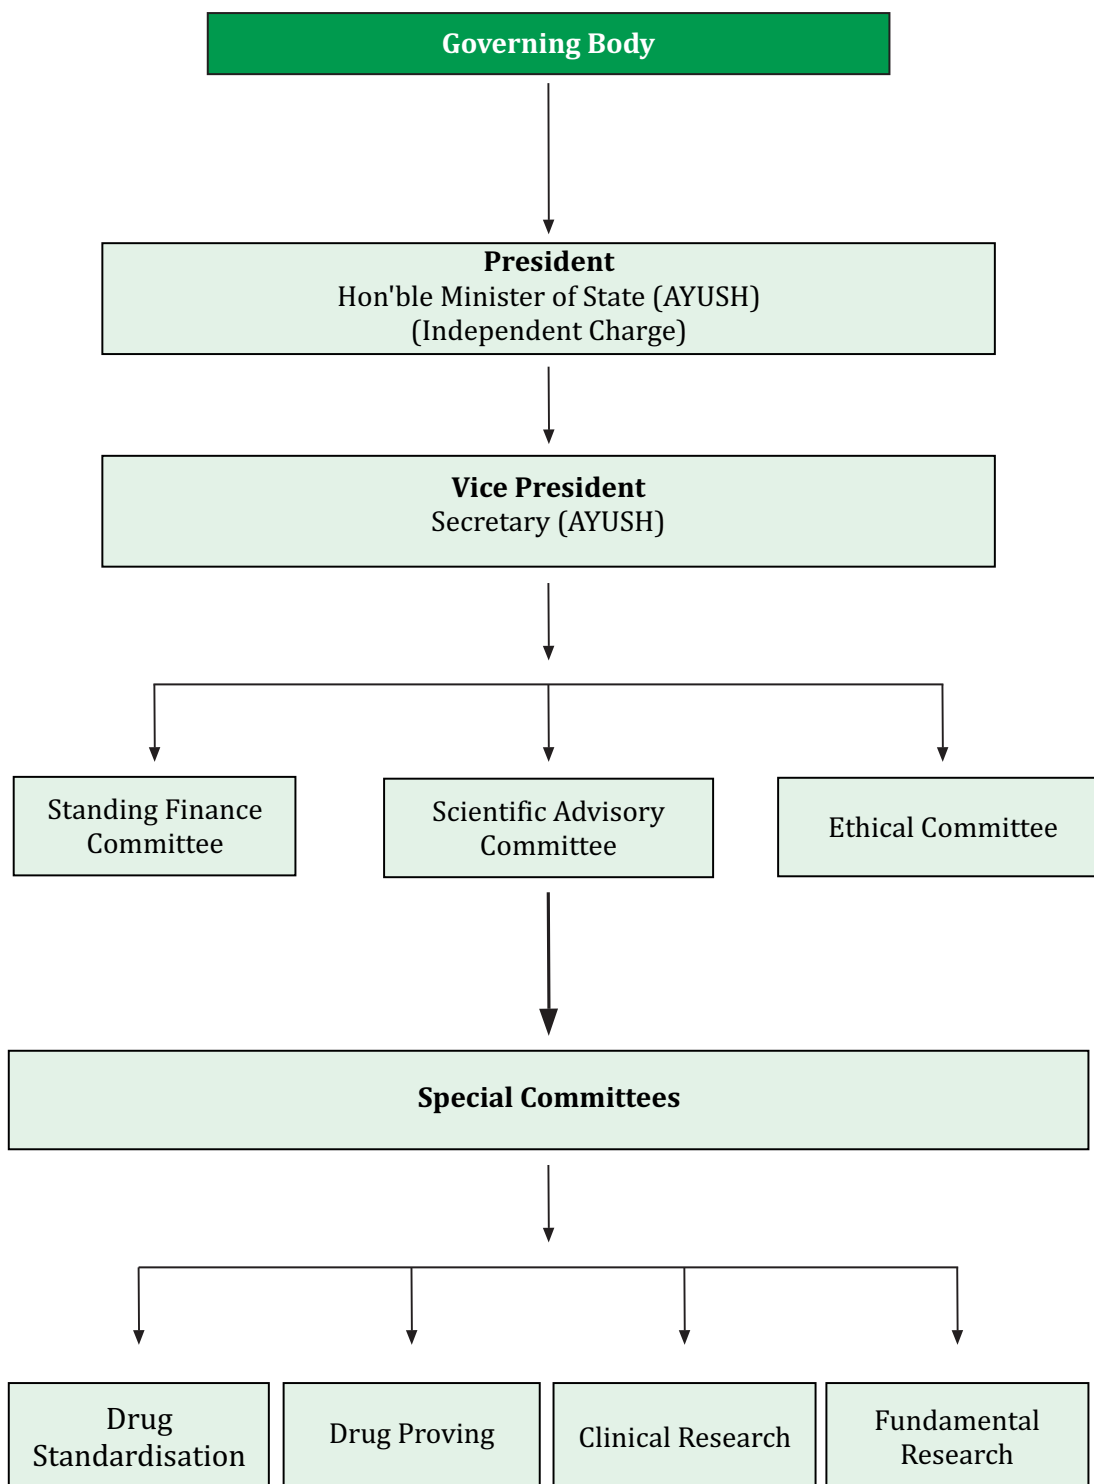 Governing Body
President
Hon'ble Minister of State (AYUSH)
(Independent Charge)
Vice President
Secretary (AYUSH)
Standing Finance
Committee
Scientific Advisory
Committee
Ethical Committee
Special Committees
Drug
Standardisation
Drug Proving
Clinical Research
Fundamental
Research